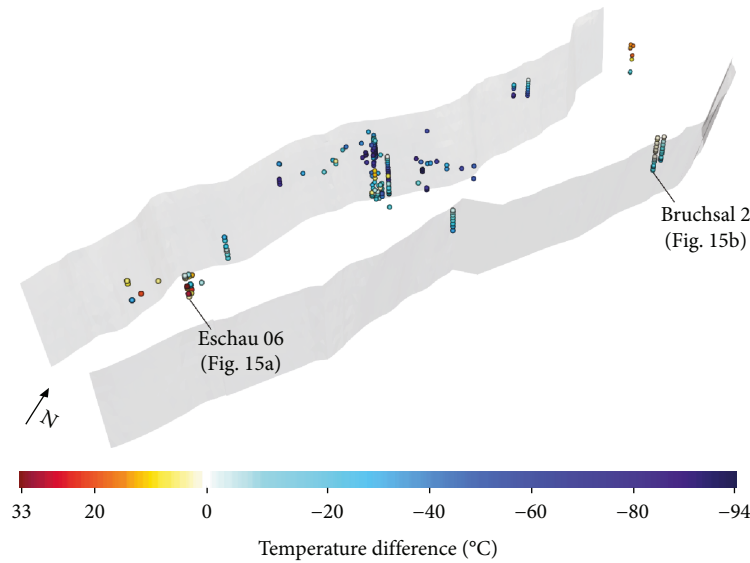 Bruchsal 2
(Fig. 15b)
Eschau 06
(Fig. 15a)
N
33 20 0 −20 −40 −60 −80 −94
Temperature difference (°C)